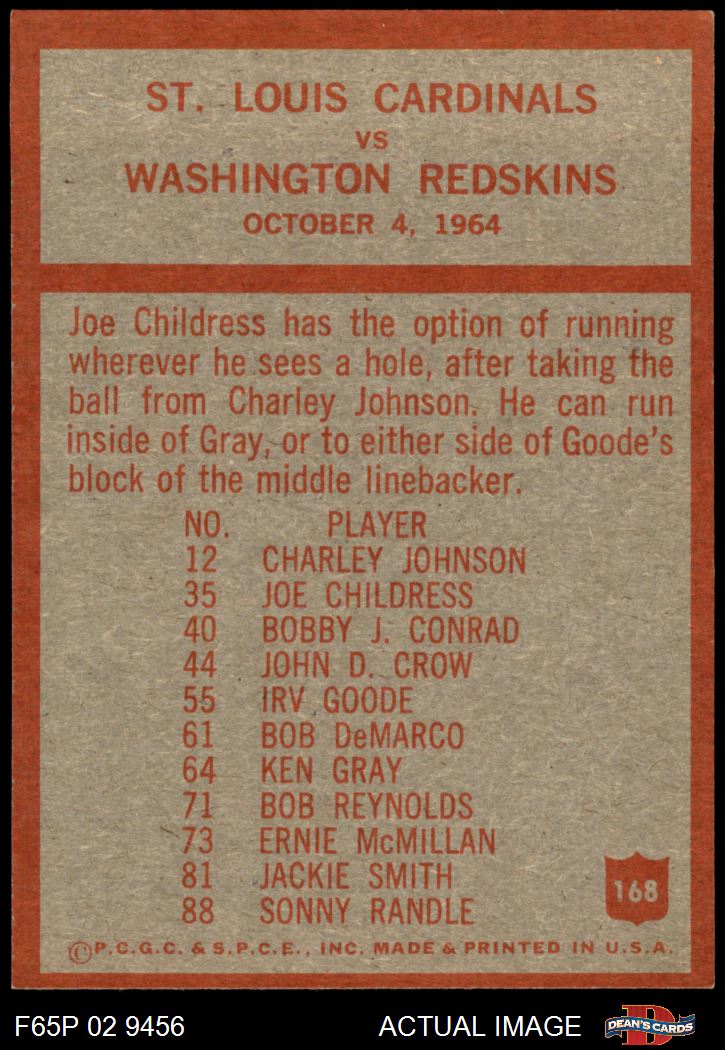 ST. LOUIS CARDINALS
VS
WASHINGTON REDSKINS
OCTOBER 4, 1964
Joe Childress has the option of running
wherever he sees a hole, after taking the
ball from Charley Johnson. He can run
inside of Gray, or to either side of Goode's
block of the middle linebacker.
NO. PLAYER
12 CHARLEY JOHNSON
35 JOE CHILDRESS
40 BOBBY J. CONRAD
44 JOHN D. CROW
55 IRV GOODE
61 BOB DeMARCO
64 KEN GRAY
71 BOB REYNOLDS
73 ERNIE McMILLAN
81 JACKIE SMITH
88 SONNY RANDLE
168
©P.C.G.C. & S.P.C.E., INC. MADE & PRINTED IN U.S.A.
F65P 02 9456 ACTUAL IMAGE
D
DEAN'S CARDS